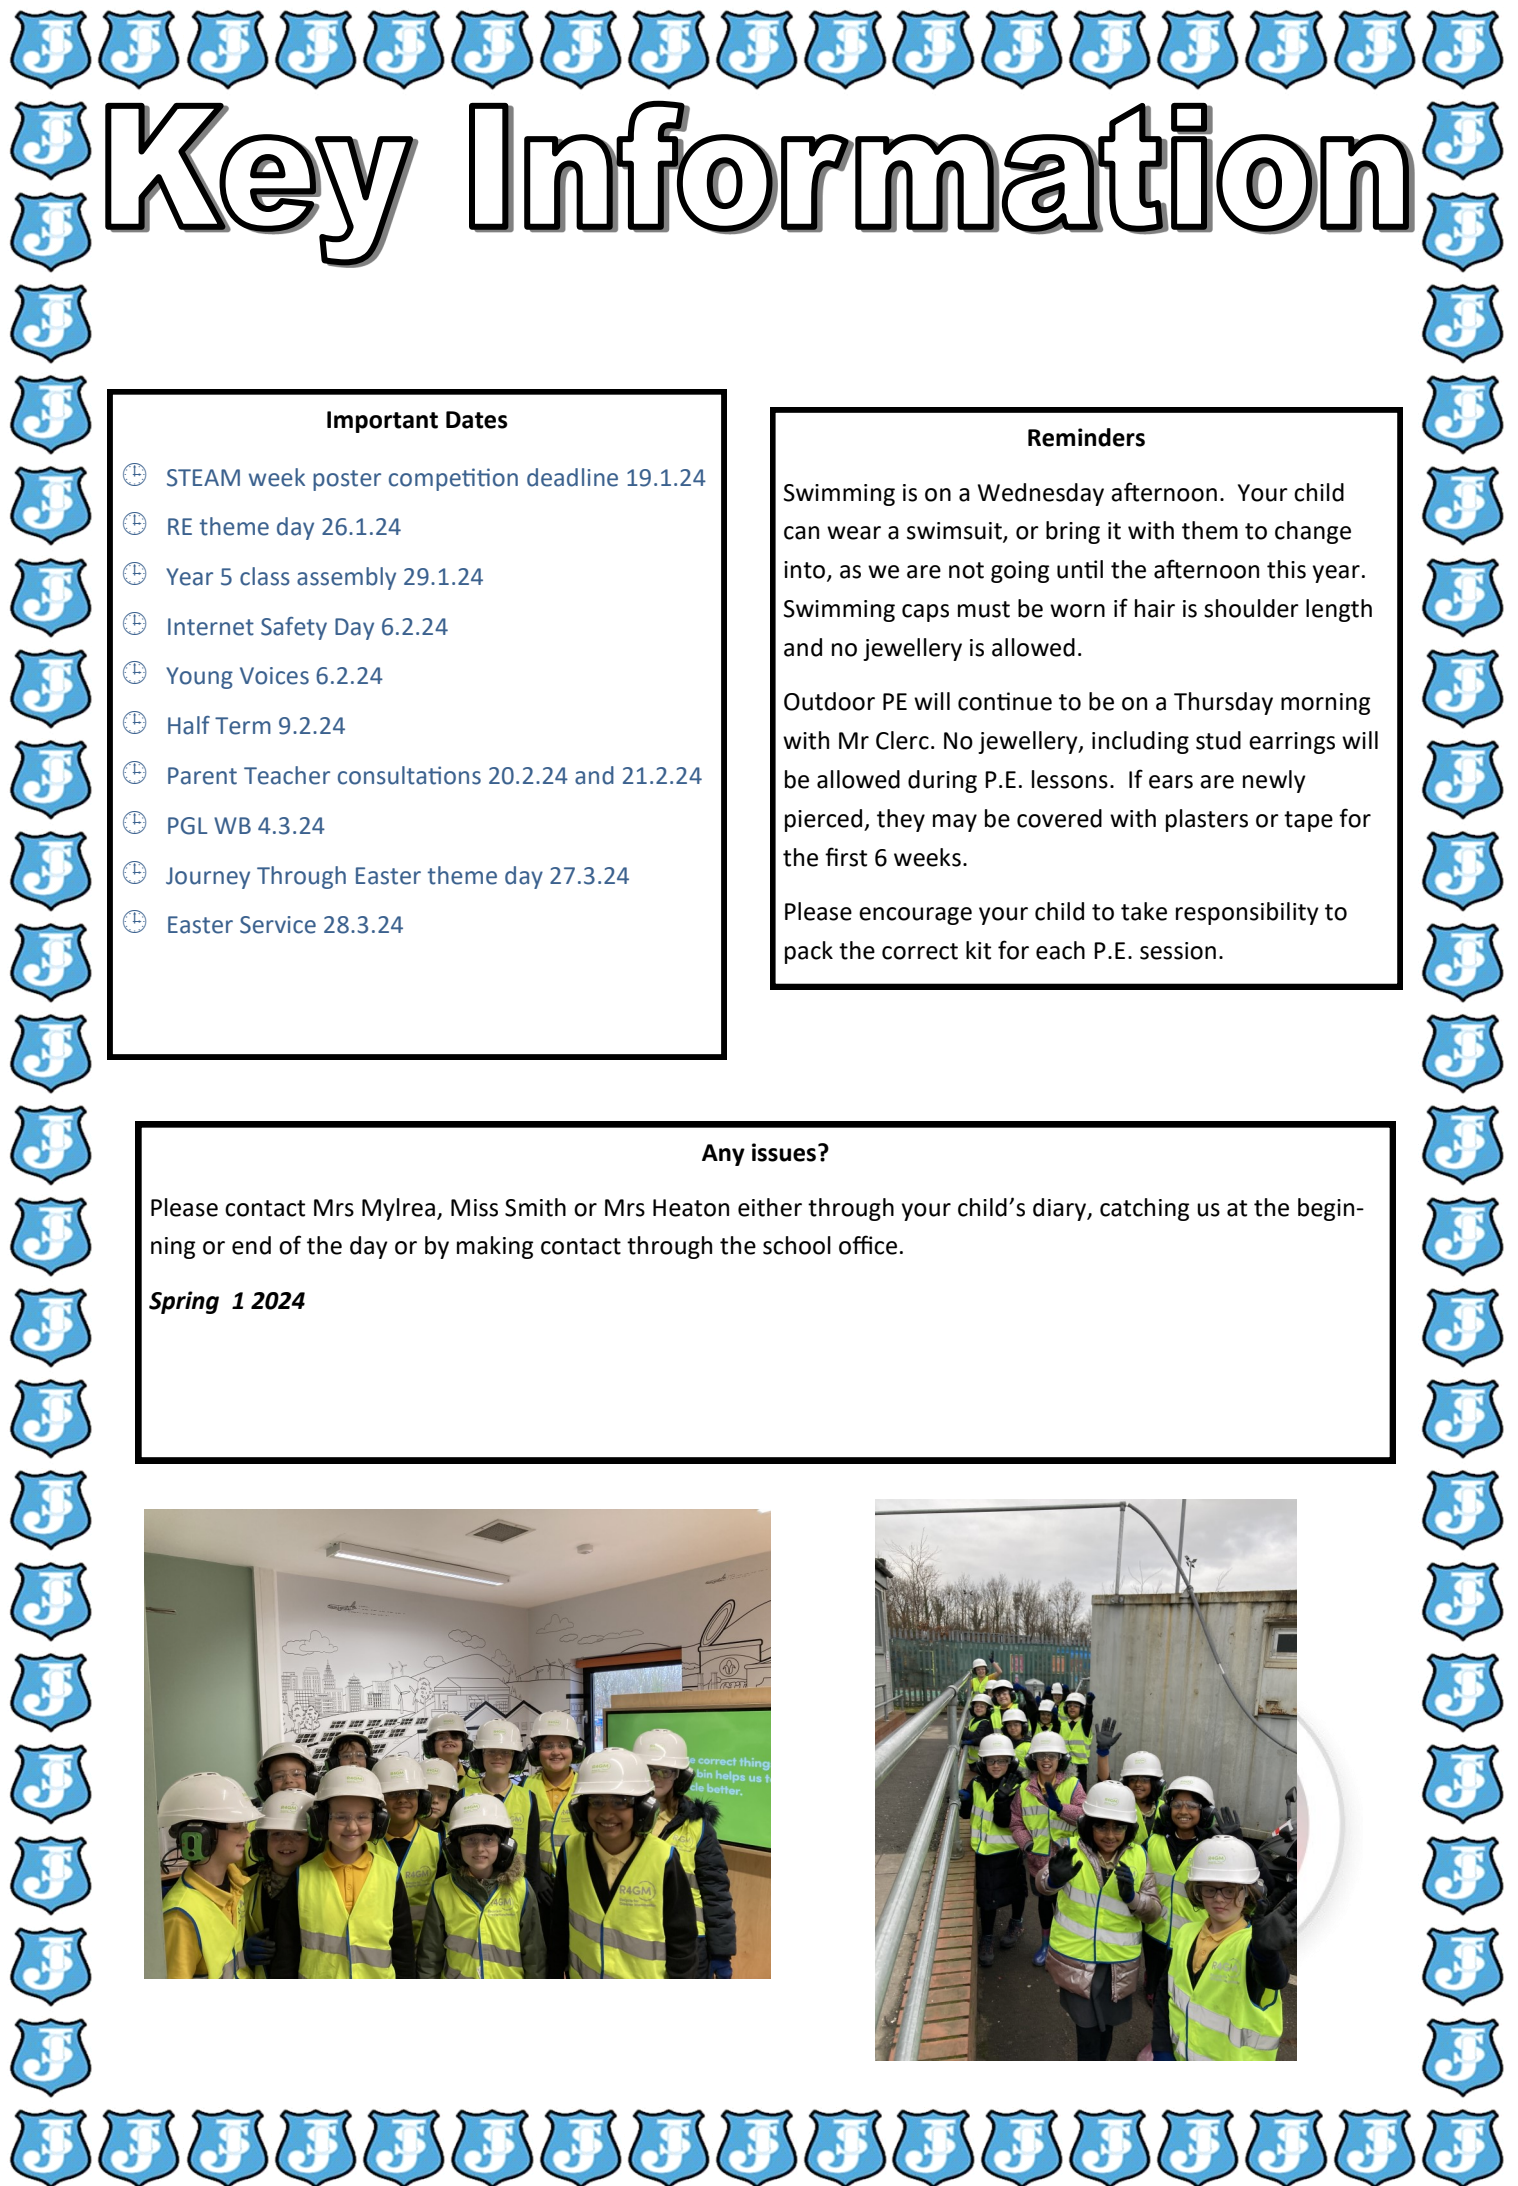 Key Information
Important Dates
STEAM week poster competition deadline 19.1.24
RE theme day 26.1.24
Year 5 class assembly 29.1.24
Internet Safety Day 6.2.24
Young Voices 6.2.24
Half Term 9.2.24
Parent Teacher consultations 20.2.24 and 21.2.24
PGL WB 4.3.24
Journey Through Easter theme day 27.3.24
Easter Service 28.3.24
Reminders
Swimming is on a Wednesday afternoon.  Your child
can wear a swimsuit, or bring it with them to change
into, as we are not going until the afternoon this year.
Swimming caps must be worn if hair is shoulder length
and no jewellery is allowed.
Outdoor PE will continue to be on a Thursday morning
with Mr Clerc. No jewellery, including stud earrings will
be allowed during P.E. lessons.  If ears are newly
pierced, they may be covered with plasters or tape for
the first 6 weeks.
Please encourage your child to take responsibility to
pack the correct kit for each P.E. session.
Any issues?
Please contact Mrs Mylrea, Miss Smith or Mrs Heaton either through your child’s diary, catching us at the begin-
ning or end of the day or by making contact through the school office.
Spring  1 2024
correct thing
bin helps us
better.
R4GM
R4GM
R4GM